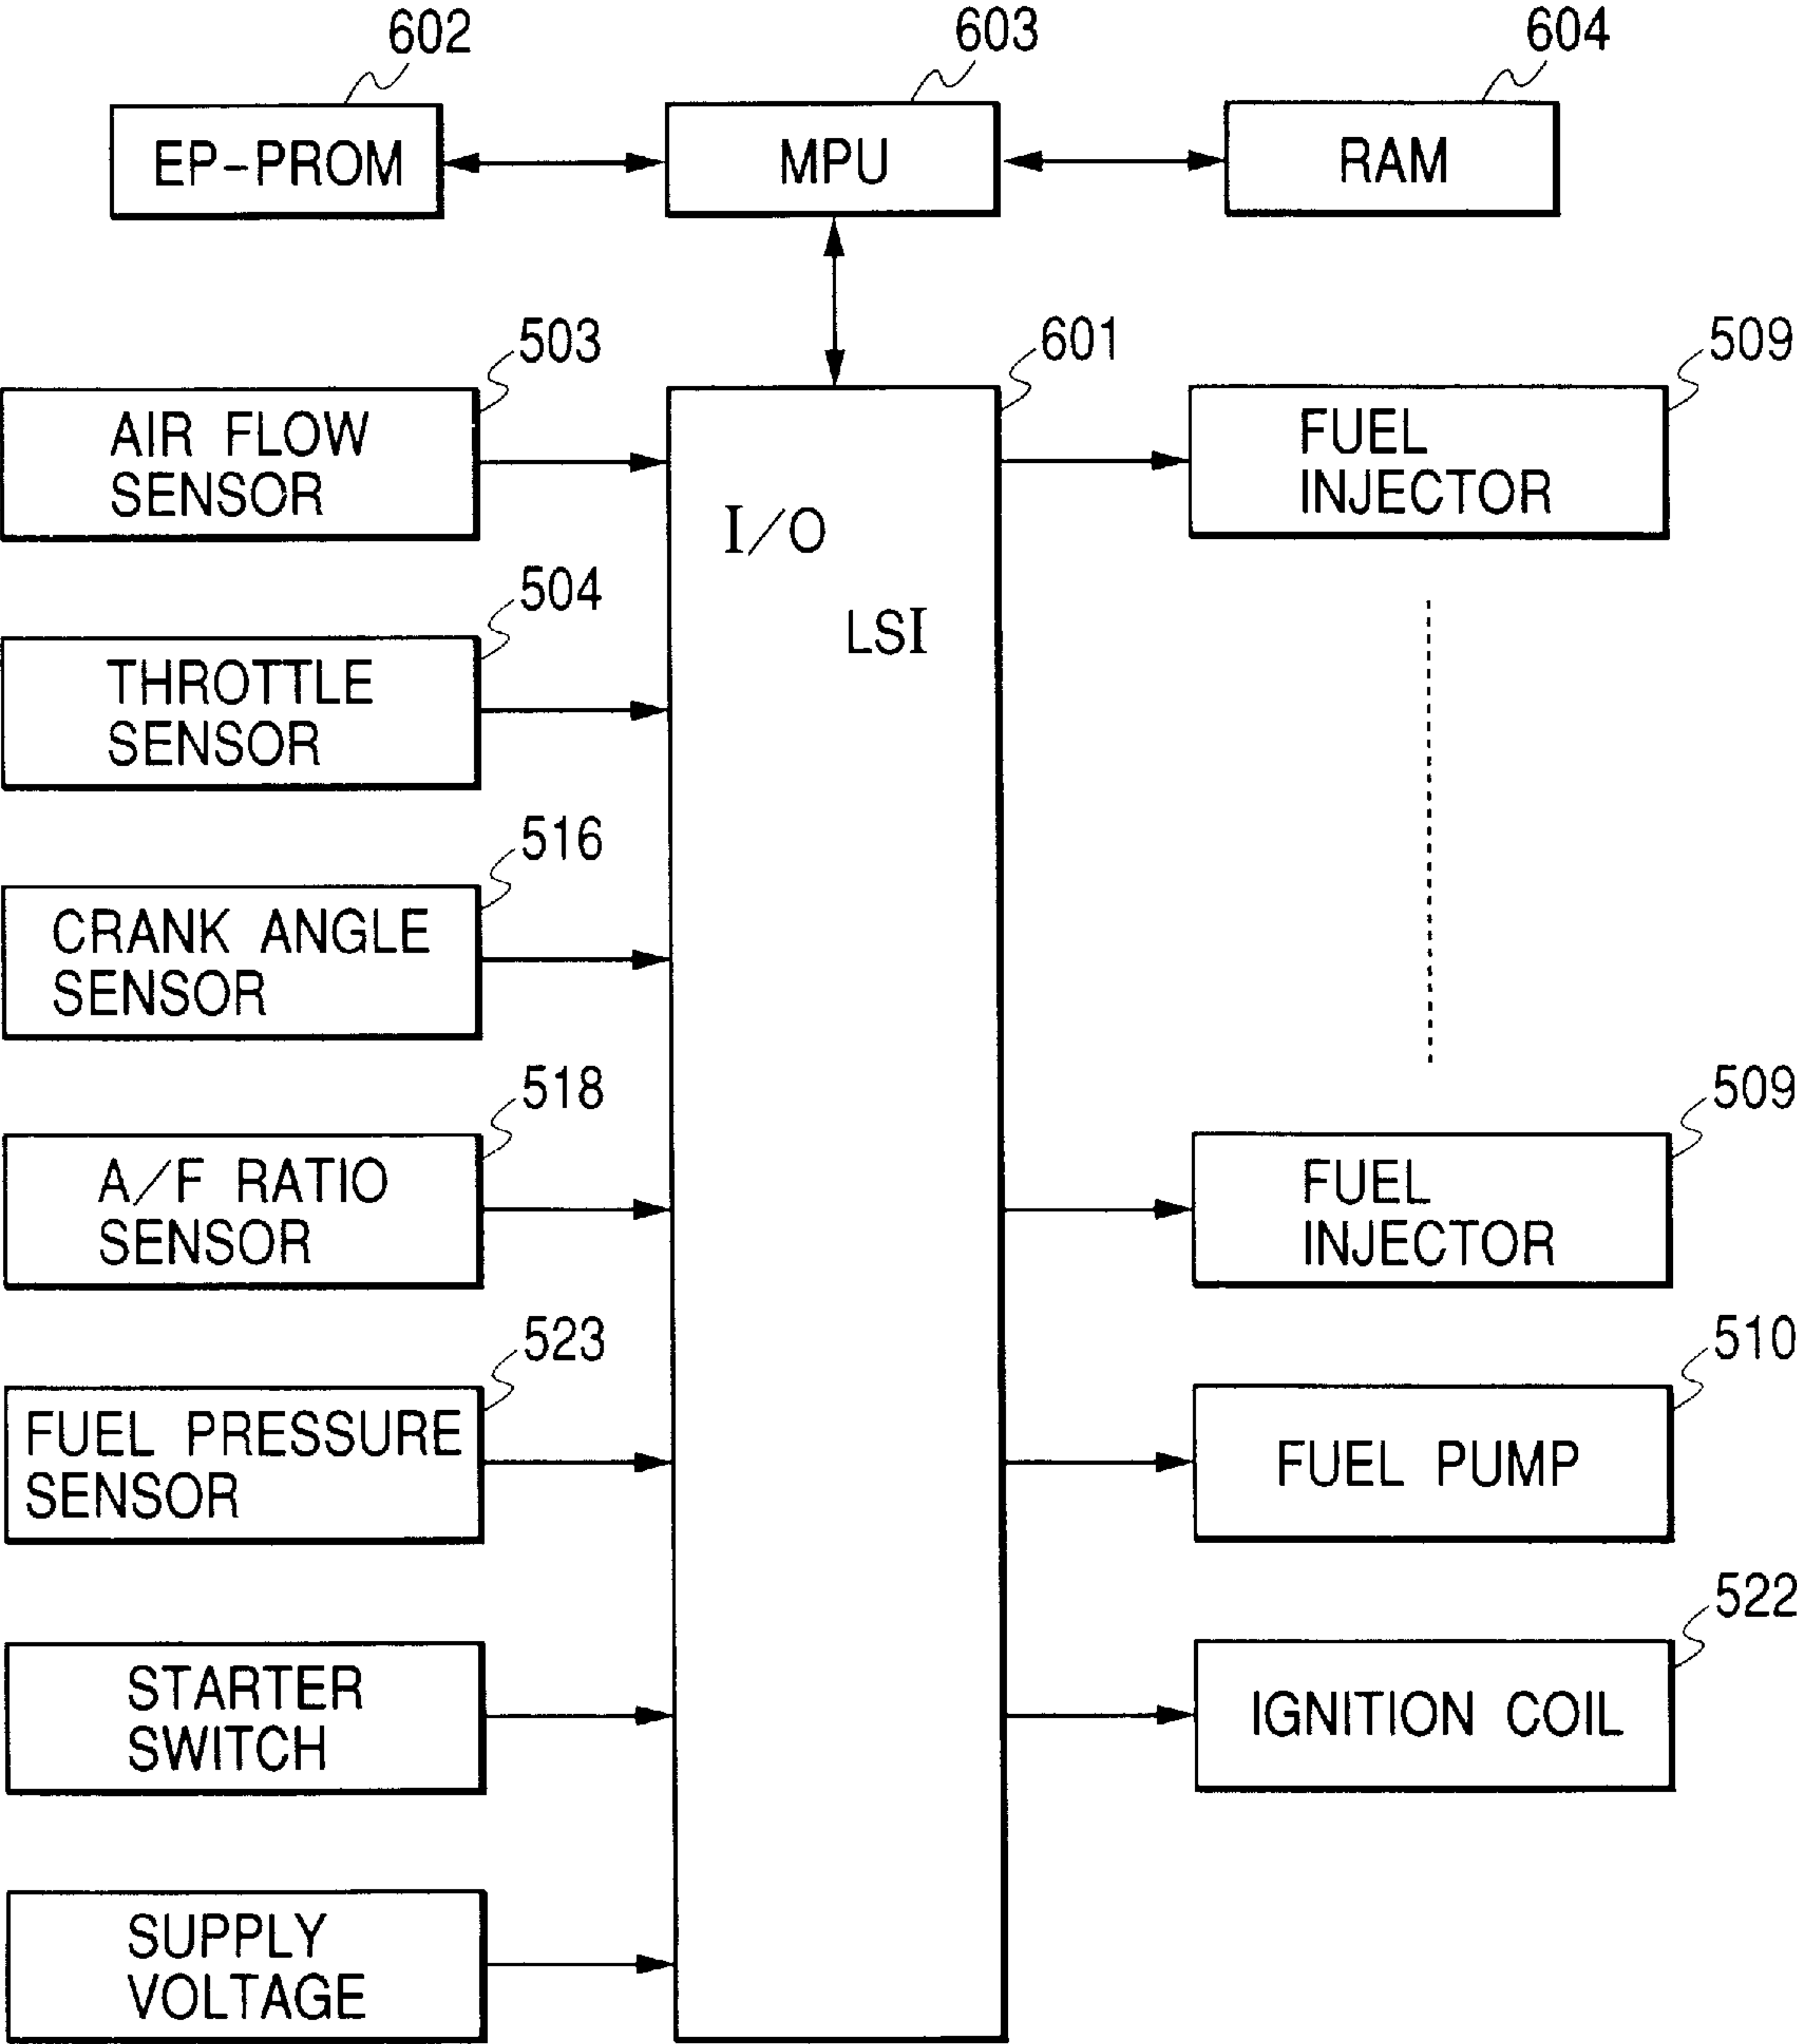 602
603
604
EP-PROM
MPU
RAM
503
601
509
AIR FLOW
SENSOR
I/O
LSI
FUEL
INJECTOR
504
THROTTLE
SENSOR
516
CRANK ANGLE
SENSOR
518
509
A/F RATIO
SENSOR
FUEL
INJECTOR
523
510
FUEL PRESSURE
SENSOR
FUEL PUMP
522
STARTER
SWITCH
IGNITION COIL
SUPPLY
VOLTAGE